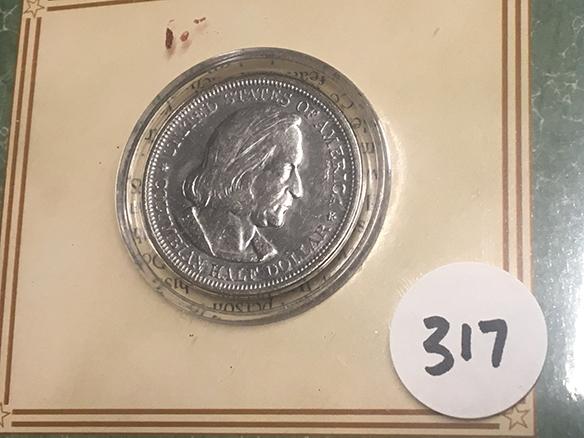 UNITED STATES OF AMERICA
COLUMBIAN HALF DOLLAR
317